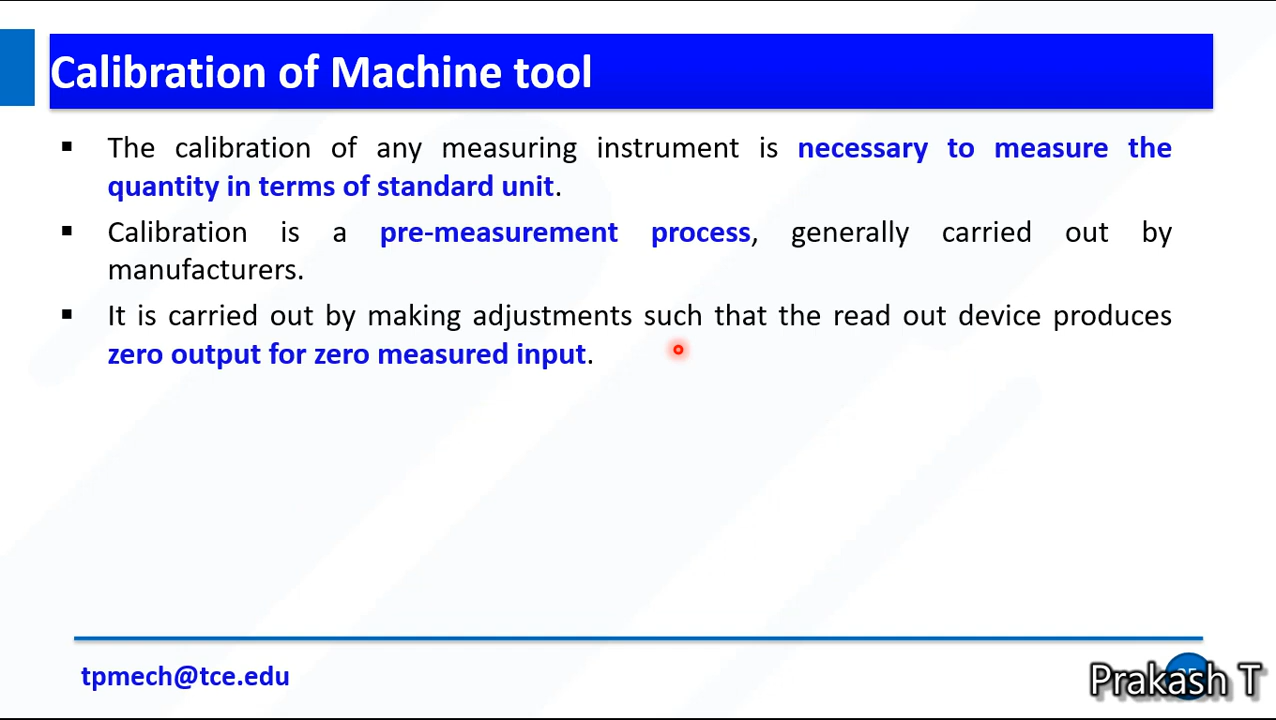 Calibration of Machine tool
▪ The calibration of any measuring instrument is necessary to measure the
quantity in terms of standard unit.
▪ Calibration is a pre-measurement process, generally carried out by
manufacturers.
▪ It is carried out by making adjustments such that the read out device produces
zero output for zero measured input.
tpmech@tce.edu
Prakash T